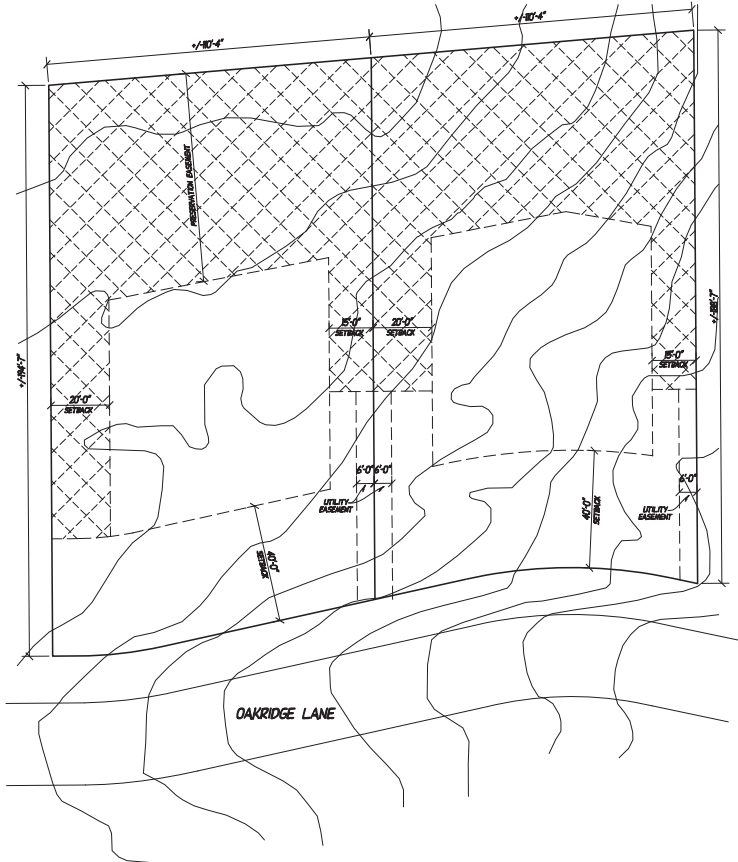 +/-110'-4"
+/-110'-4"
PRESERVATION EASEMENT
+/-194'-7"
15'-0"
SETBACK
20'-0"
SETBACK
15'-0"
SETBACK
20'-0"
SETBACK
6'-0"
6'-0"
UTILITY
EASEMENT
6'-0"
UTILITY
EASEMENT
40'-0"
SETBACK
40'-0"
SETBACK
OAKRIDGE LANE